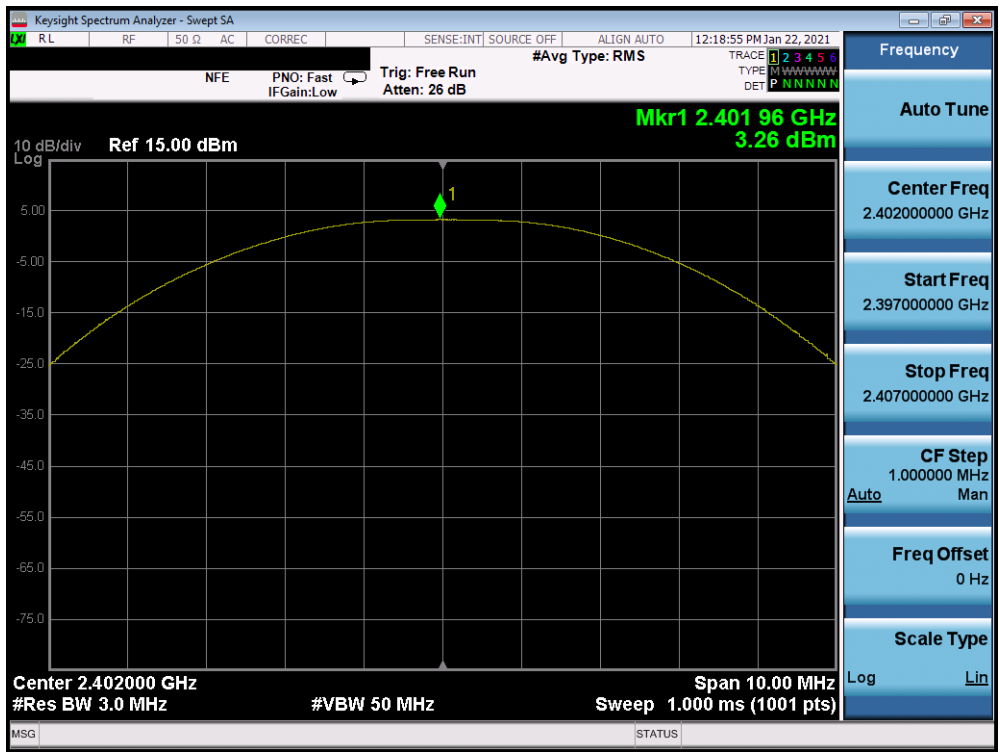 Keysight Spectrum Analyzer - Swept SA
LXI RL RF 50 Ω AC CORREC SENSE:INT SOURCE OFF ALIGN AUTO 12:18:55 PM Jan 22, 2021
NFE PNO: Fast Trig: Free Run #Avg Type: RMS TRACE 1 2 3 4 5 6
IFGain:Low Atten: 26 dB TYPE M WWWWW
DET P N N N N N
Mkr1 2.401 96 GHz
3.26 dBm
10 dB/div Ref 15.00 dBm
Log
1
5.00
-5.00
-15.0
-25.0
-35.0
-45.0
-55.0
-65.0
-75.0
Center 2.402000 GHz Span 10.00 MHz
#Res BW 3.0 MHz #VBW 50 MHz Sweep 1.000 ms (1001 pts)
MSG STATUS
Frequency
Auto Tune
Center Freq
2.402000000 GHz
Start Freq
2.397000000 GHz
Stop Freq
2.407000000 GHz
CF Step
1.000000 MHz
Auto Man
Freq Offset
0 Hz
Scale Type
Log Lin